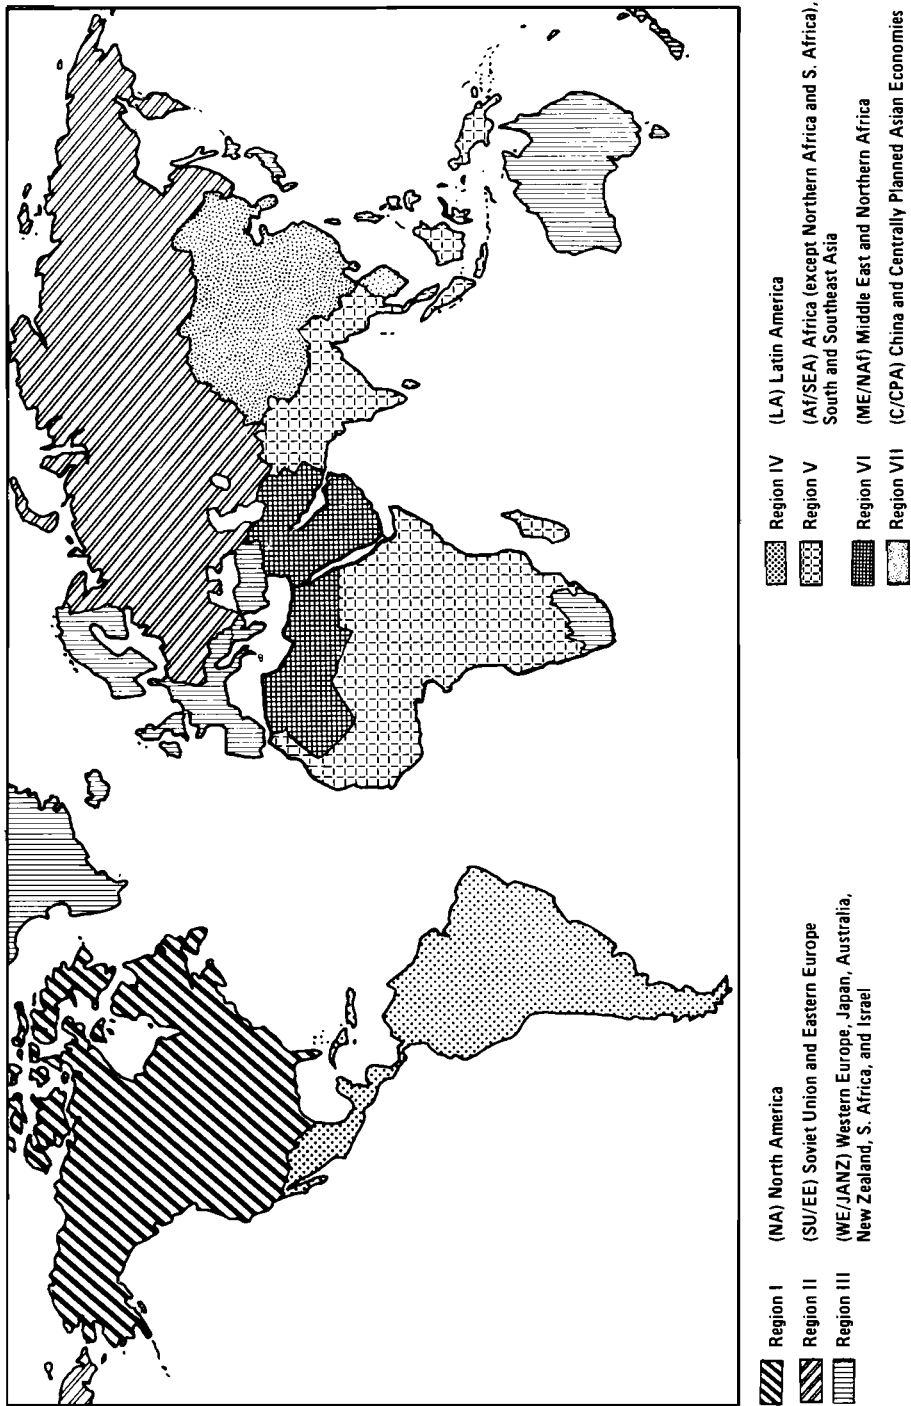 Region I (NA) North America
Region II (SU/EE) Soviet Union and Eastern Europe
Region III (WE/JANZ) Western Europe, Japan, Australia,
New Zealand, S. Africa, and Israel
Region IV (LA) Latin America
Region V (Af/SEA) Africa (except Northern Africa and S. Africa),
South and Southeast Asia
Region VI (ME/NAf) Middle East and Northern Africa
Region VII (C/CPA) China and Centrally Planned Asian Economies